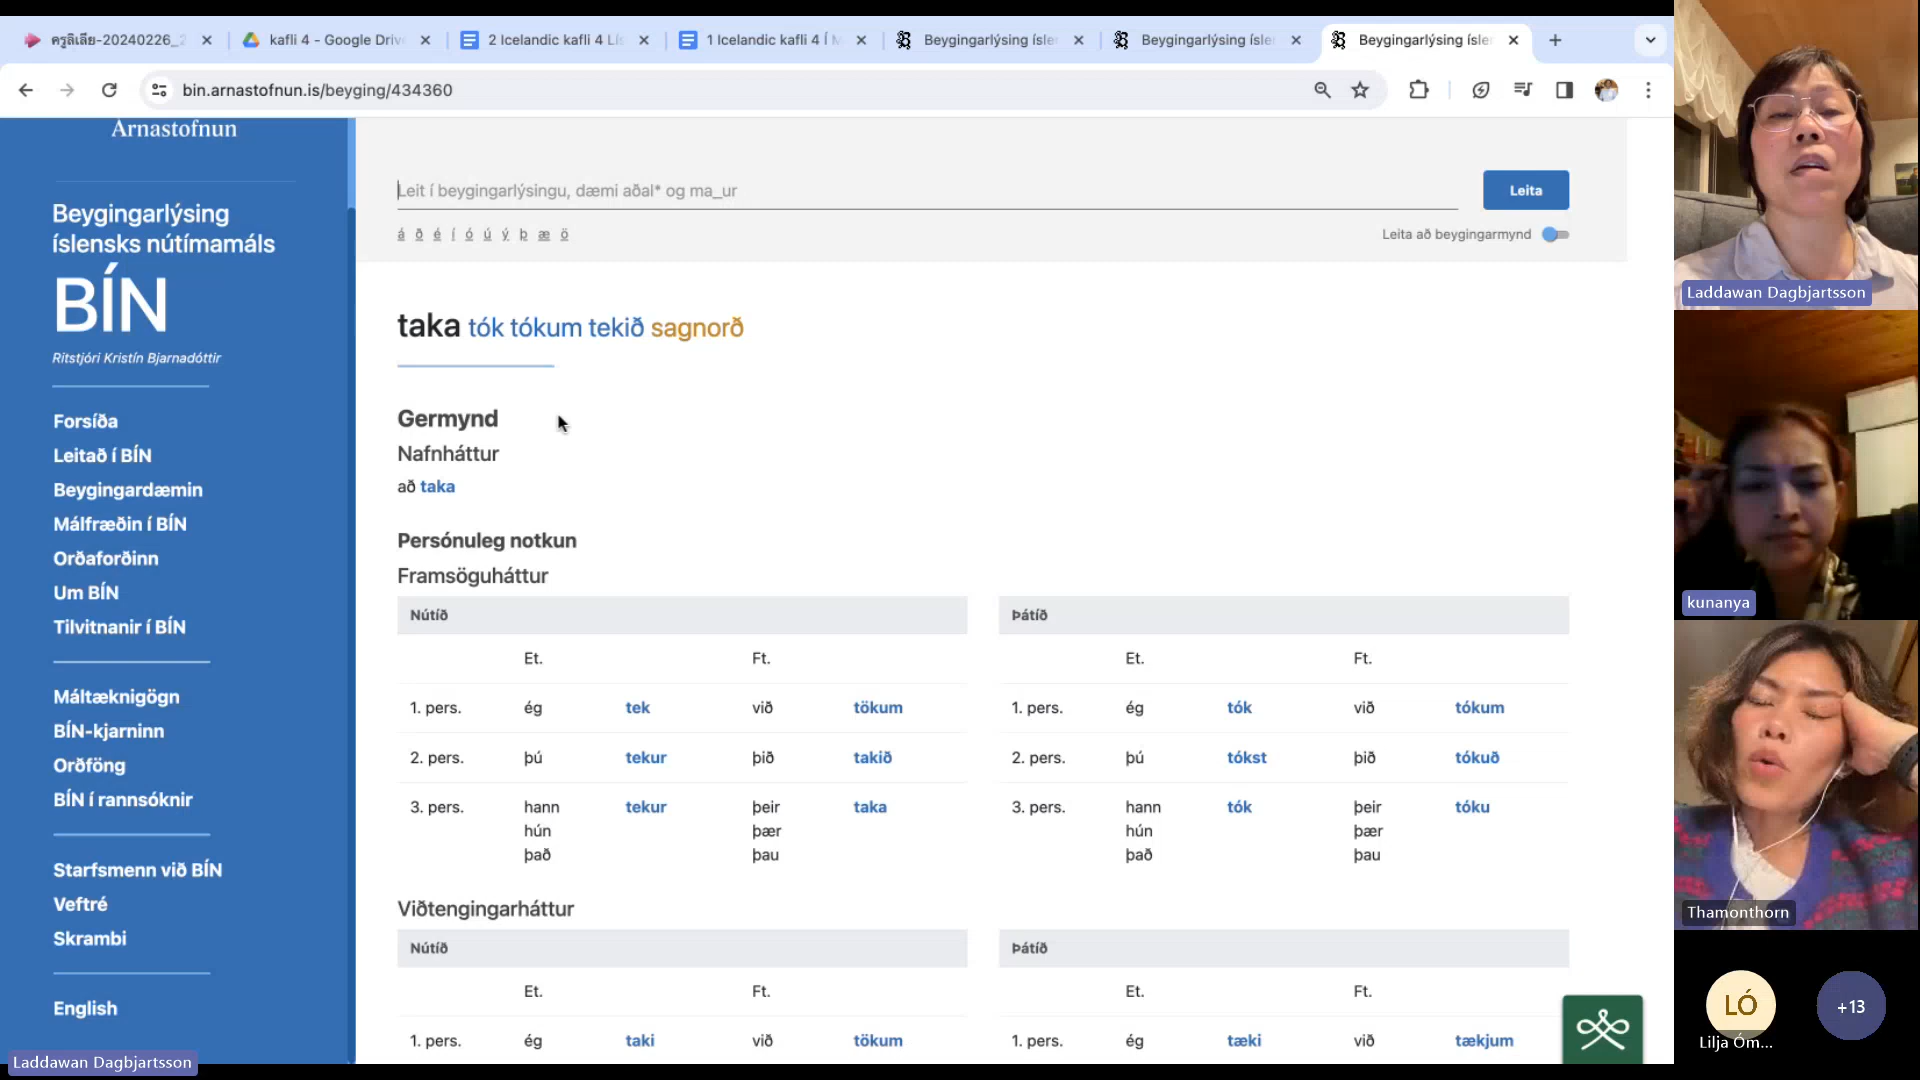 ครูลิเลีย-20240226_2
kafli 4 - Google Drive
2 Icelandic kafli 4 Lís
1 Icelandic kafli 4 Í M
Beygingarlýsing ísle
Beygingarlýsing ísle
Beygingarlýsing íslen
bin.arnastofnun.is/beyging/434360
Árnastofnun
Beygingarlýsing
íslensks nútímamáls
BÍN
Ritstjóri Kristín Bjarnadóttir
Forsíða
Leitað í BÍN
Beygingardæmin
Málfræðin í BÍN
Orðaforðinn
Um BÍN
Tilvitnanir í BÍN
Máltæknigögn
BÍN-kjarninn
Orðföng
BÍN í rannsóknir
Starfsmenn við BÍN
Veftré
Skrambi
English
Leit í beygingarlýsingu, dæmi aðal* og ma_ur
Leita
á ð é í ó ú ý þ æ ö
Leita að beygingarmynd
taka tók tókum tekið sagnorð
Germynd
Nafnháttur
að taka
Persónuleg notkun
Framsöguháttur
Nútíð
Et. Ft.
1. pers. ég tek við tökum
2. pers. þú tekur þið takið
3. pers. hann tekur þeir taka
hún þær
það þau
Þátíð
Et. Ft.
1. pers. ég tók við tókum
2. pers. þú tókst þið tókuð
3. pers. hann tók þeir tóku
hún þær
það þau
Viðtengingarháttur
Nútíð
Et. Ft.
1. pers. ég taki við tökum
Þátíð
Et. Ft.
1. pers. ég tæki við tækjum
Laddawan Dagbjartsson
kunanya
Thamonthorn
LÓ
Lilja Óm...
+13
Laddawan Dagbjartsson